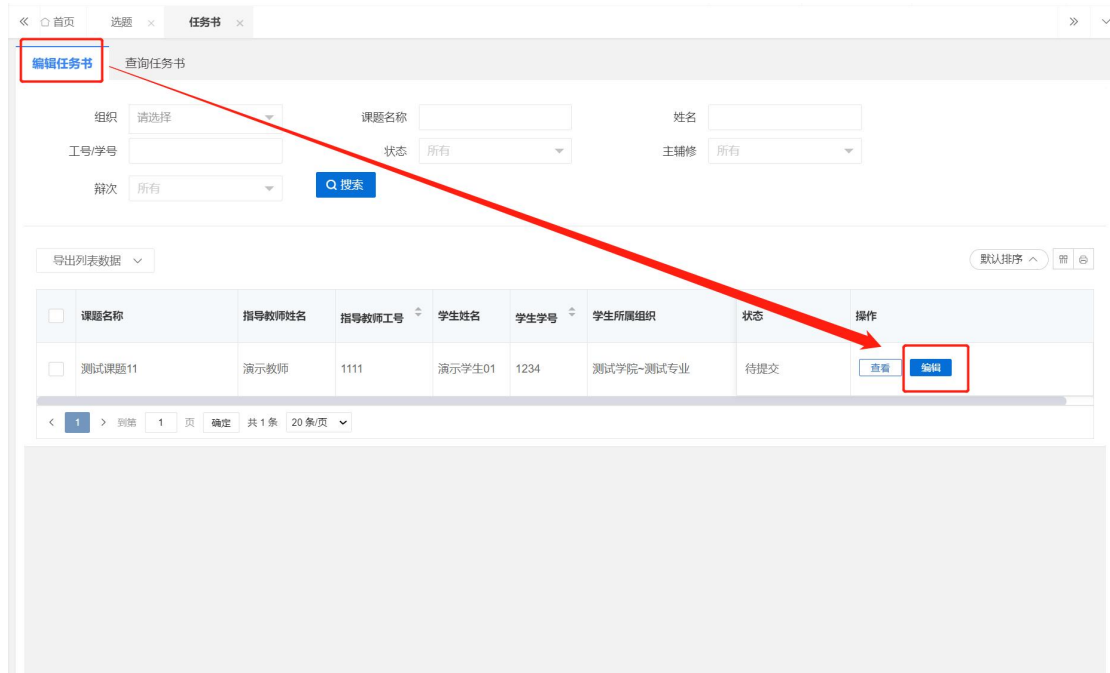 首页 选题 任务书
编辑任务书 查询任务书
组织 请选择 课题名称 姓名
工号/学号 状态 所有 主辅修 所有
辩次 所有 搜索
导出列表数据 默认排序
课题名称 指导教师姓名 指导教师工号 学生姓名 学生学号 学生所属组织 状态 操作
测试课题11 演示教师 1111 演示学生01 1234 测试学院~测试专业 待提交 查看 编辑
1 到第 1 页 确定 共 1 条 20 条/页